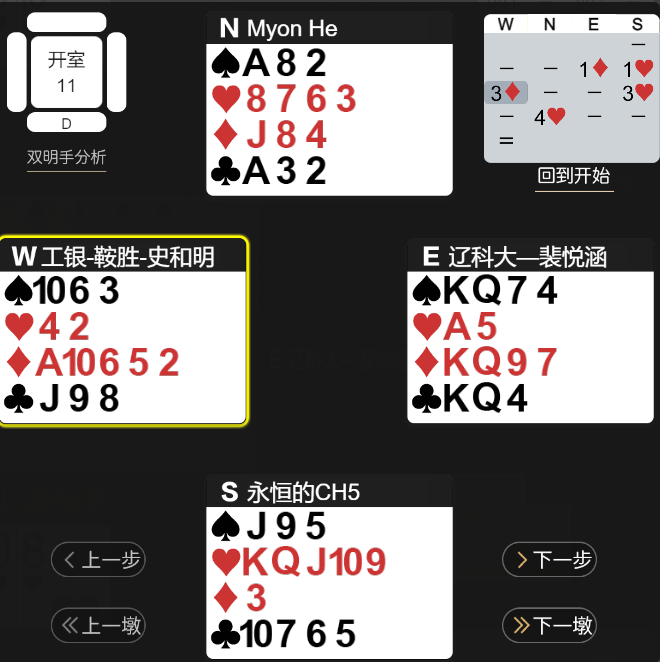 开室
11
D
双明手分析
N Myon He
♠A 8 2
♥8 7 6 3
♦J 8 4
♣A 3 2
W N E S
–
– – 1♦ 1♥
3♦ – – 3♥
– 4♥ – –
=
回到开始
W 工银-鞍胜-史和明
♠10 6 3
♥4 2
♦A 10 6 5 2
♣J 9 8
E 辽科大—裴悦涵
♠K Q 7 4
♥A 5
♦K Q 9 7
♣K Q 4
S 永恒的CH5
♠J 9 5
♥K Q J 10 9
♦3
♣10 7 6 5
上一步
下一步
上一墩
下一墩